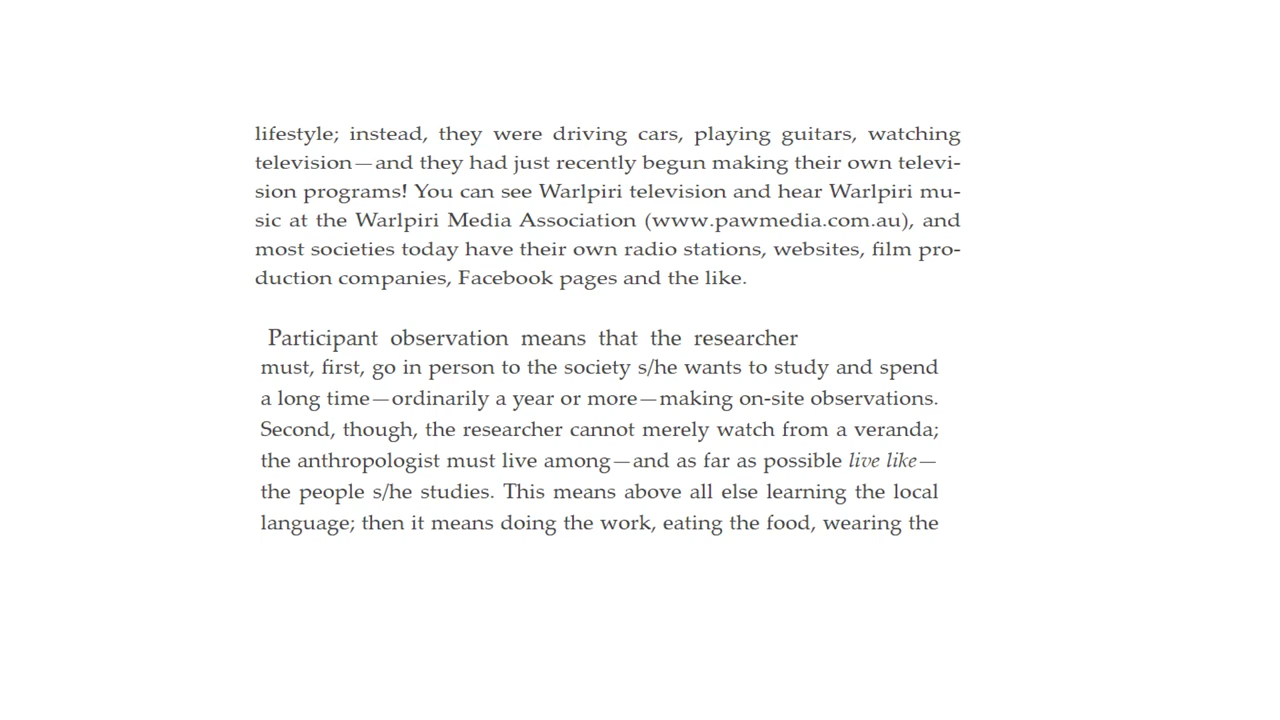 lifestyle; instead, they were driving cars, playing guitars, watching
television—and they had just recently begun making their own televi-
sion programs! You can see Warlpiri television and hear Warlpiri mu-
sic at the Warlpiri Media Association (www.pawmedia.com.au), and
most societies today have their own radio stations, websites, film pro-
duction companies, Facebook pages and the like.
Participant observation means that the researcher
must, first, go in person to the society s/he wants to study and spend
a long time—ordinarily a year or more—making on-site observations.
Second, though, the researcher cannot merely watch from a veranda;
the anthropologist must live among—and as far as possible live like—
the people s/he studies. This means above all else learning the local
language; then it means doing the work, eating the food, wearing the